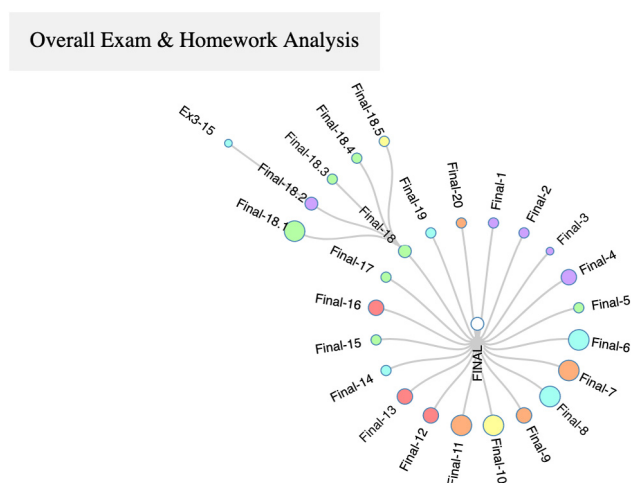 Overall Exam & Homework Analysis
Ex3-15
Final-18.5
Final-18.4
Final-18.3
Final-18.2
Final-18.1
Final-18
Final-19
Final-20
Final-1
Final-2
Final-3
Final-4
Final-5
Final-6
Final-7
Final-8
Final-9
Final-10
Final-11
Final-12
Final-13
Final-14
Final-15
Final-16
Final-17
FINAL